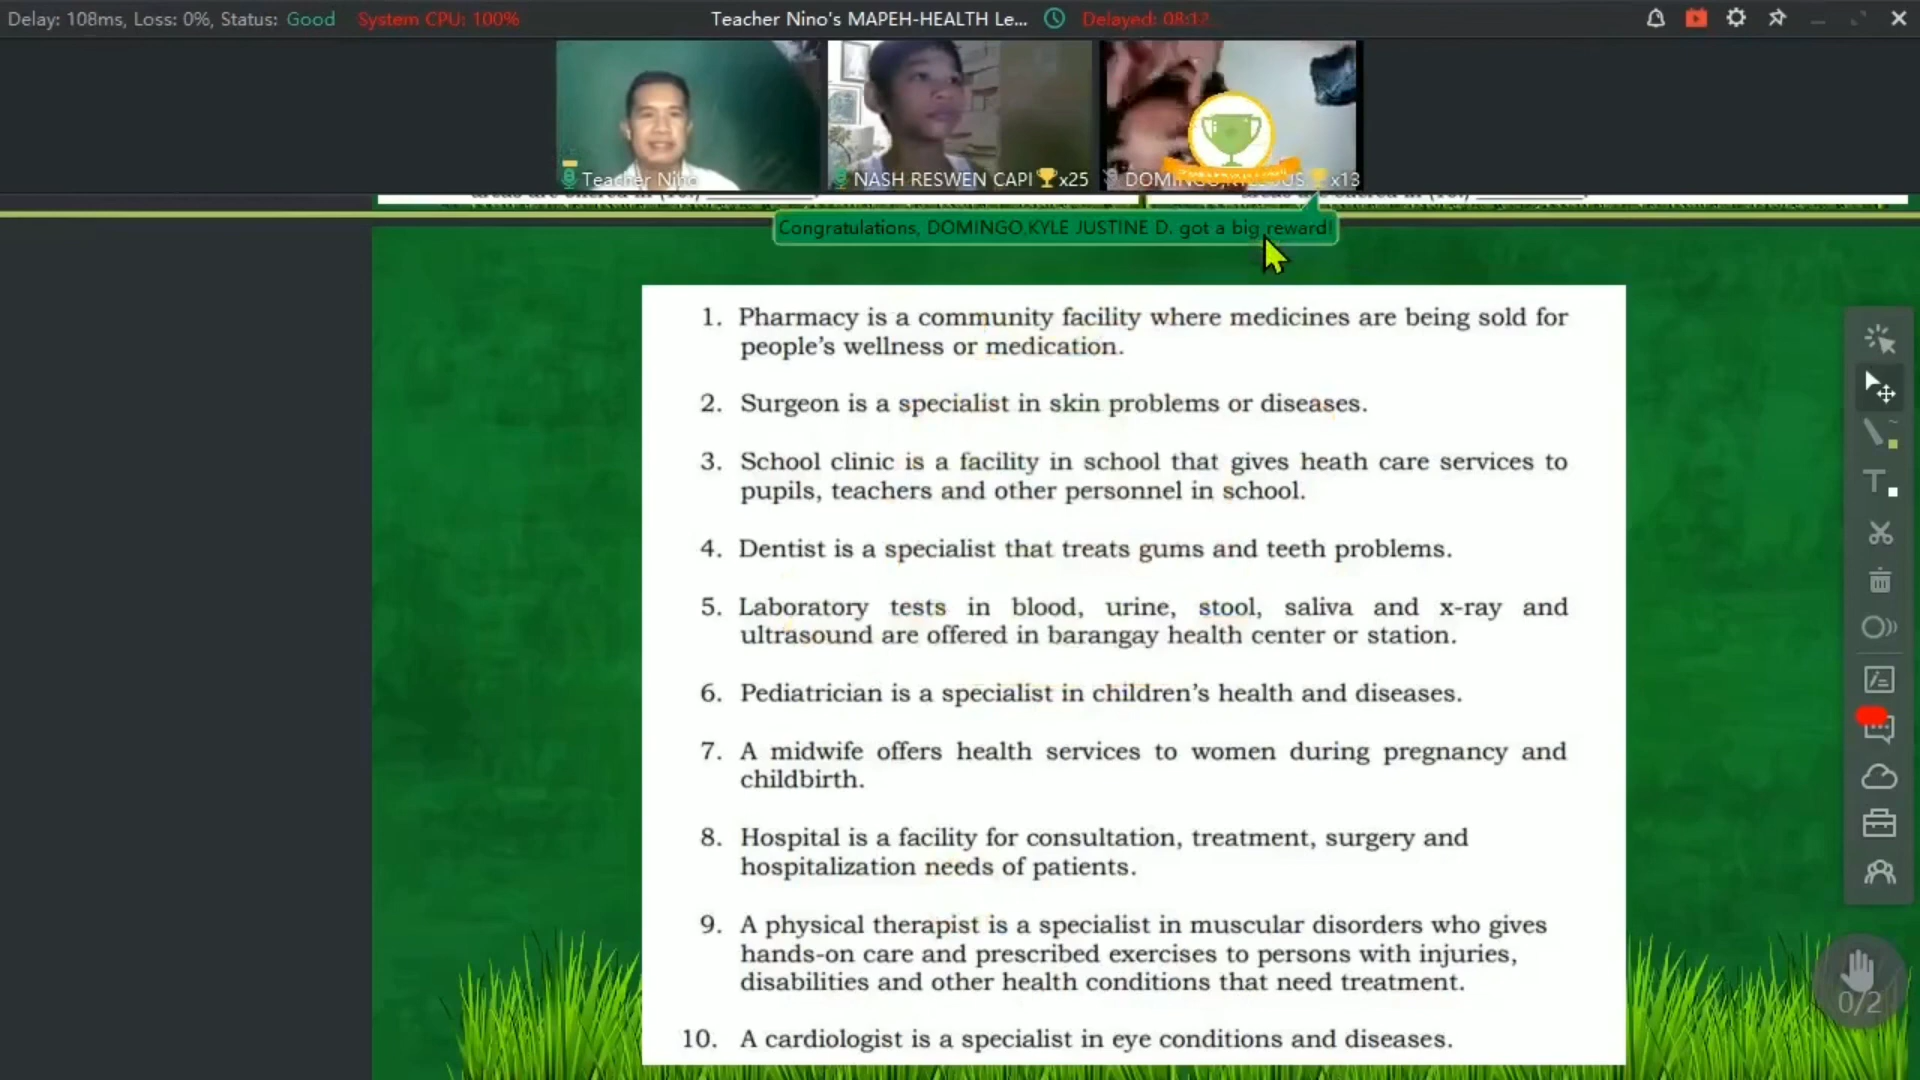 Delay: 108ms, Loss: 0%, Status: Good System CPU: 100% Teacher Nino's MAPEH-HEALTH Le... Delayed: 08:12
Teacher Nino NASH RESWEN CAPI x25 x13
Congratulations, DOMINGO,KYLE JUSTINE D. got a big reward!
1. Pharmacy is a community facility where medicines are being sold for
people's wellness or medication.
2. Surgeon is a specialist in skin problems or diseases.
3. School clinic is a facility in school that gives heath care services to
pupils, teachers and other personnel in school.
4. Dentist is a specialist that treats gums and teeth problems.
5. Laboratory tests in blood, urine, stool, saliva and x-ray and
ultrasound are offered in barangay health center or station.
6. Pediatrician is a specialist in children's health and diseases.
7. A midwife offers health services to women during pregnancy and
childbirth.
8. Hospital is a facility for consultation, treatment, surgery and
hospitalization needs of patients.
9. A physical therapist is a specialist in muscular disorders who gives
hands-on care and prescribed exercises to persons with injuries,
disabilities and other health conditions that need treatment.
10. A cardiologist is a specialist in eye conditions and diseases.
0/2